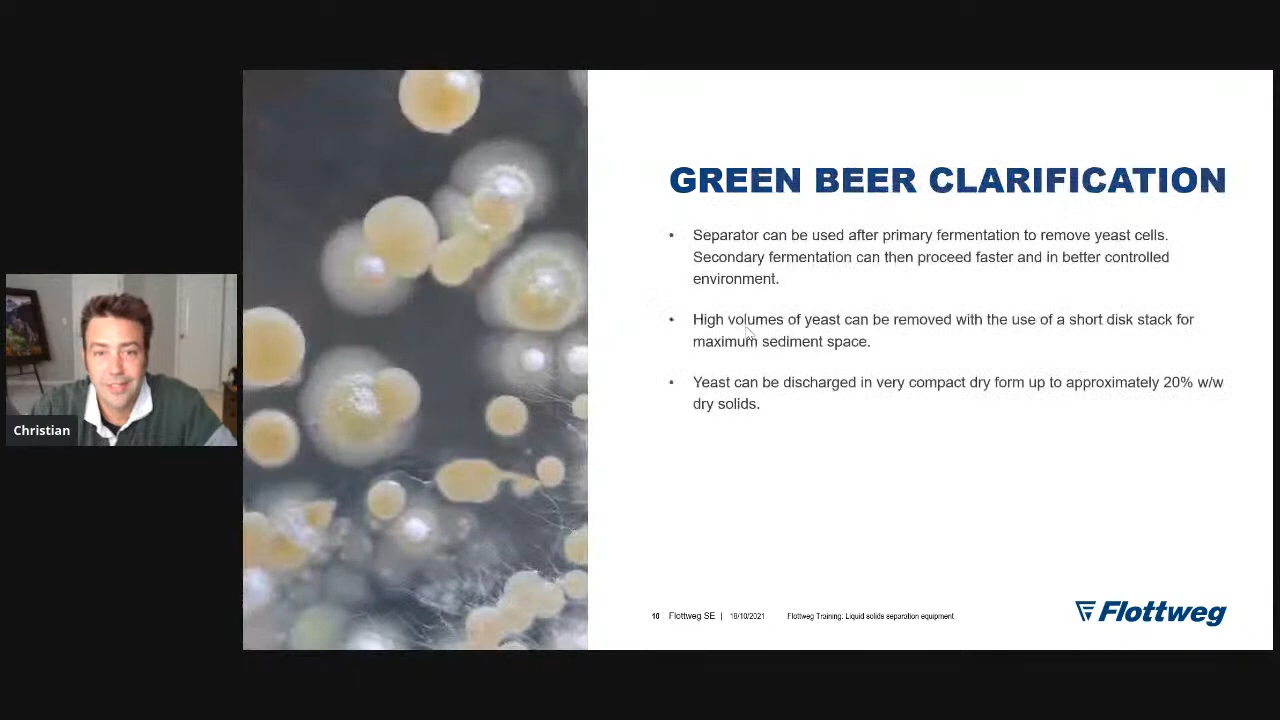 Christian
GREEN BEER CLARIFICATION
• Separator can be used after primary fermentation to remove yeast cells.
Secondary fermentation can then proceed faster and in better controlled
environment.
• High volumes of yeast can be removed with the use of a short disk stack for
maximum sediment space.
• Yeast can be discharged in very compact dry form up to approximately 20% w/w
dry solids.
10 Flottweg SE | 18/10/2021 Flottweg Training: Liquid solids separation equipment
Flottweg